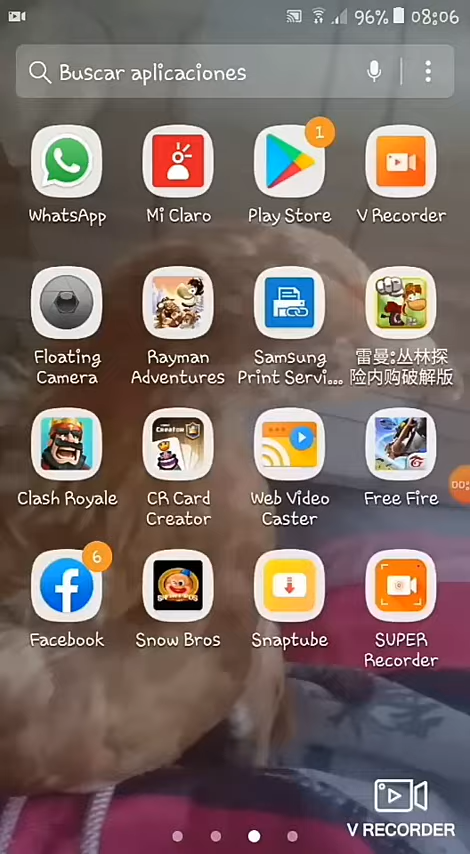 96% 08:06
Buscar aplicaciones
1
WhatsApp Mi Claro Play Store V Recorder
Floating Rayman Samsung 雷曼:丛林探
Camera Adventures Print Servi... 险内购破解版
CREATOR
Clash Royale CR Card Web Video Free Fire
Creator Caster
00:
6
Facebook Snow Bros Snaptube SUPER
Recorder
V RECORDER